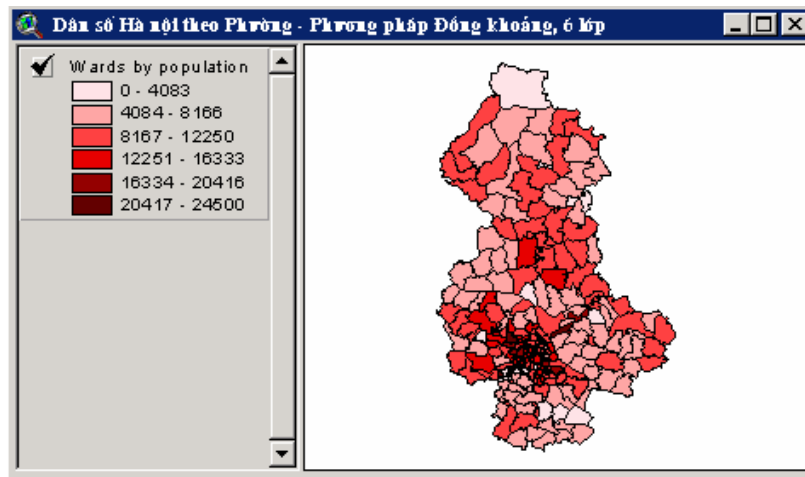 Dân số Hà nội theo Phường - Phương pháp Đồng khoảng, 6 lớp
Wards by population
0 - 4083
4084 - 8166
8167 - 12250
12251 - 16333
16334 - 20416
20417 - 24500